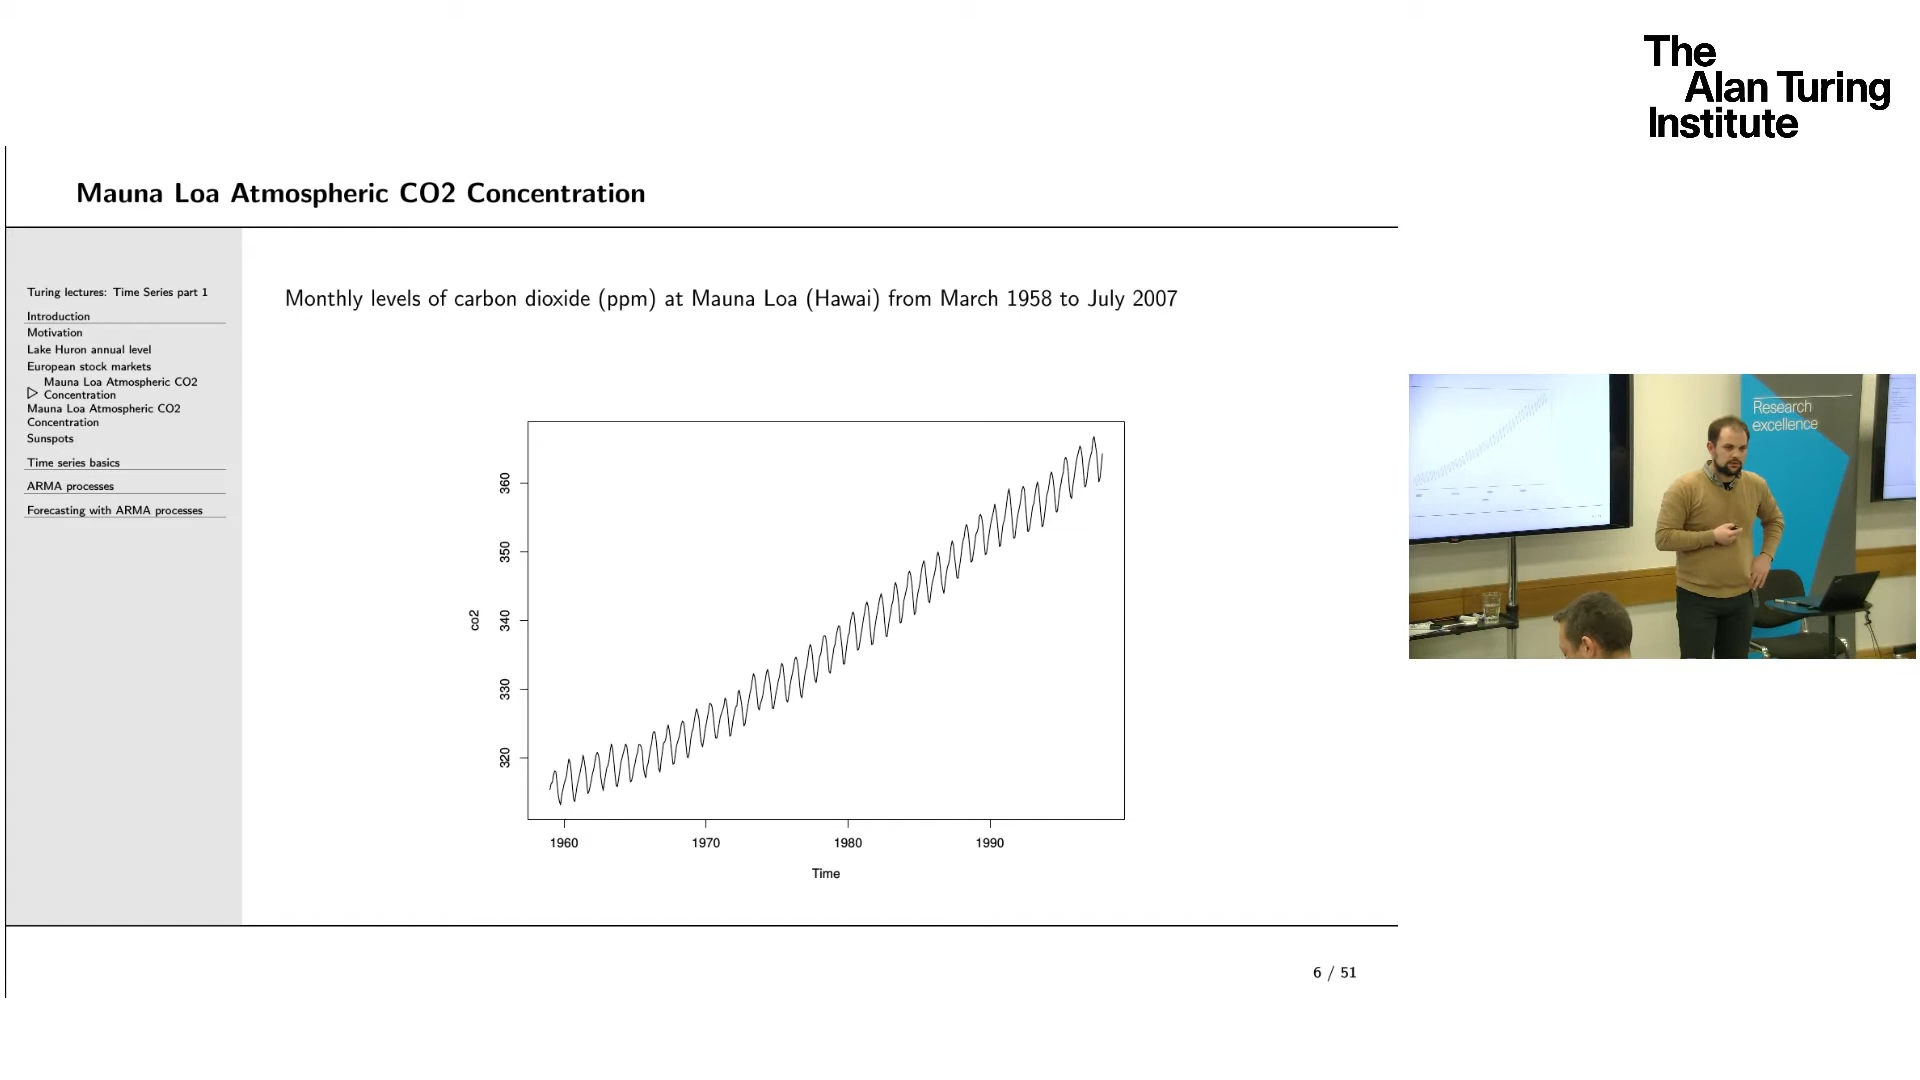 The
Alan Turing
Institute
Mauna Loa Atmospheric CO2 Concentration
Turing lectures: Time Series part 1
Introduction
Motivation
Lake Huron annual level
European stock markets
Mauna Loa Atmospheric CO2
Concentration
Mauna Loa Atmospheric CO2
Concentration
Sunspots
Time series basics
ARMA processes
Forecasting with ARMA processes
Monthly levels of carbon dioxide (ppm) at Mauna Loa (Hawai) from March 1958 to July 2007
co2
360
350
340
330
320
1960
1970
1980
1990
Time
6 / 51
Research
excellence